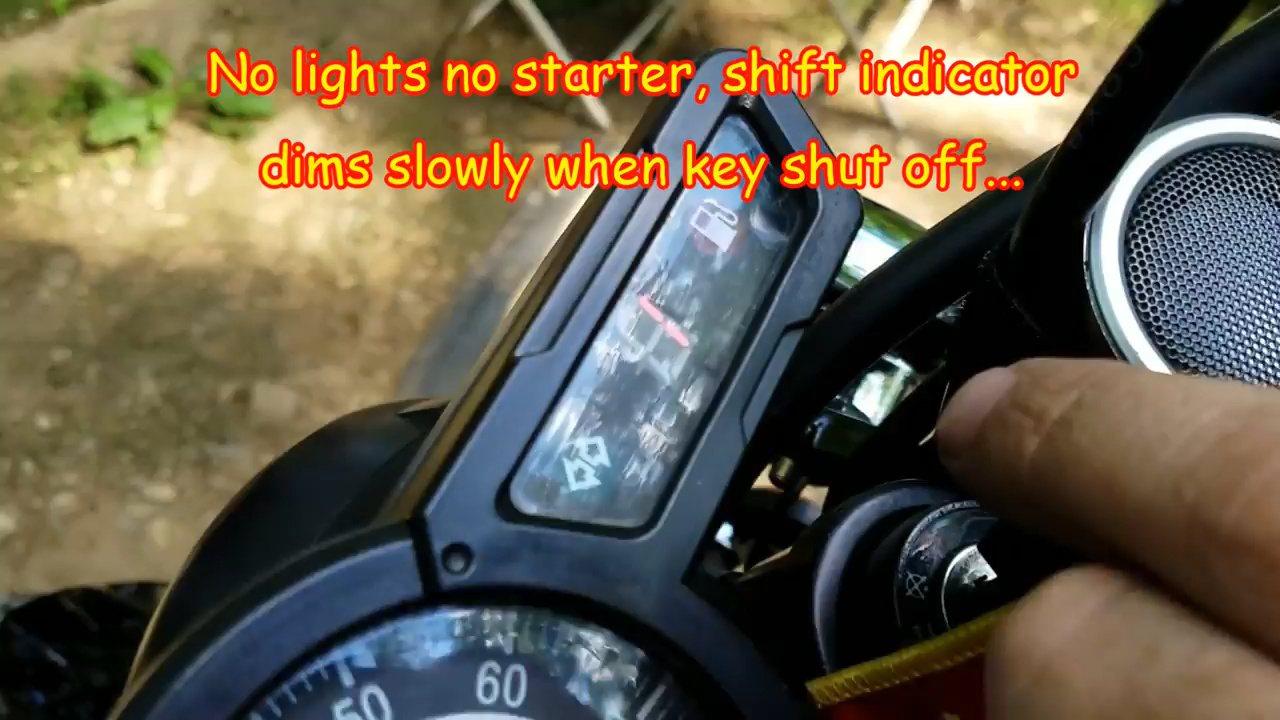 No lights no starter, shift indicator
dims slowly when key shut off...
50
60